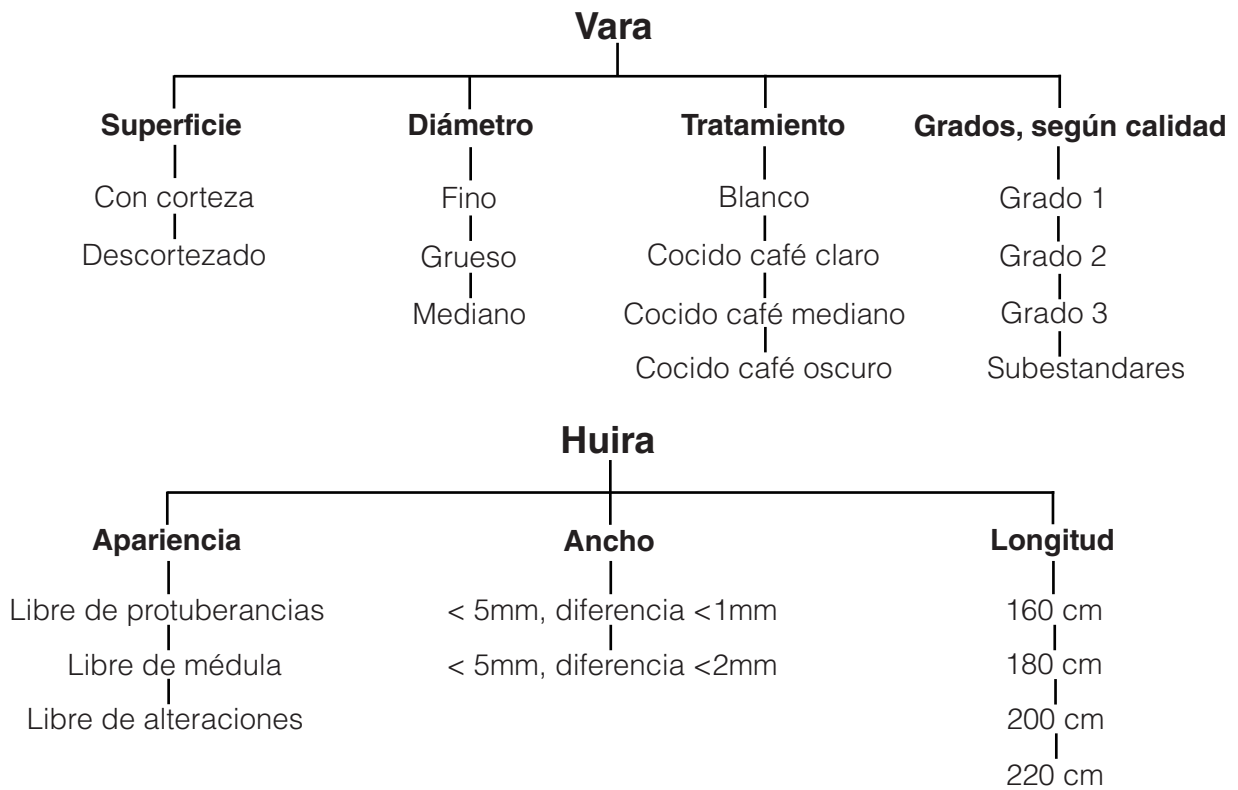 Vara
Superficie Diámetro Tratamiento Grados, según calidad
Con corteza Fino Blanco Grado 1
Descortezado Grueso Cocido café claro Grado 2
Mediano Cocido café mediano Grado 3
Cocido café oscuro Subestandares
Huira
Apariencia Ancho Longitud
Libre de protuberancias < 5mm, diferencia <1mm 160 cm
Libre de médula < 5mm, diferencia <2mm 180 cm
Libre de alteraciones 200 cm
220 cm